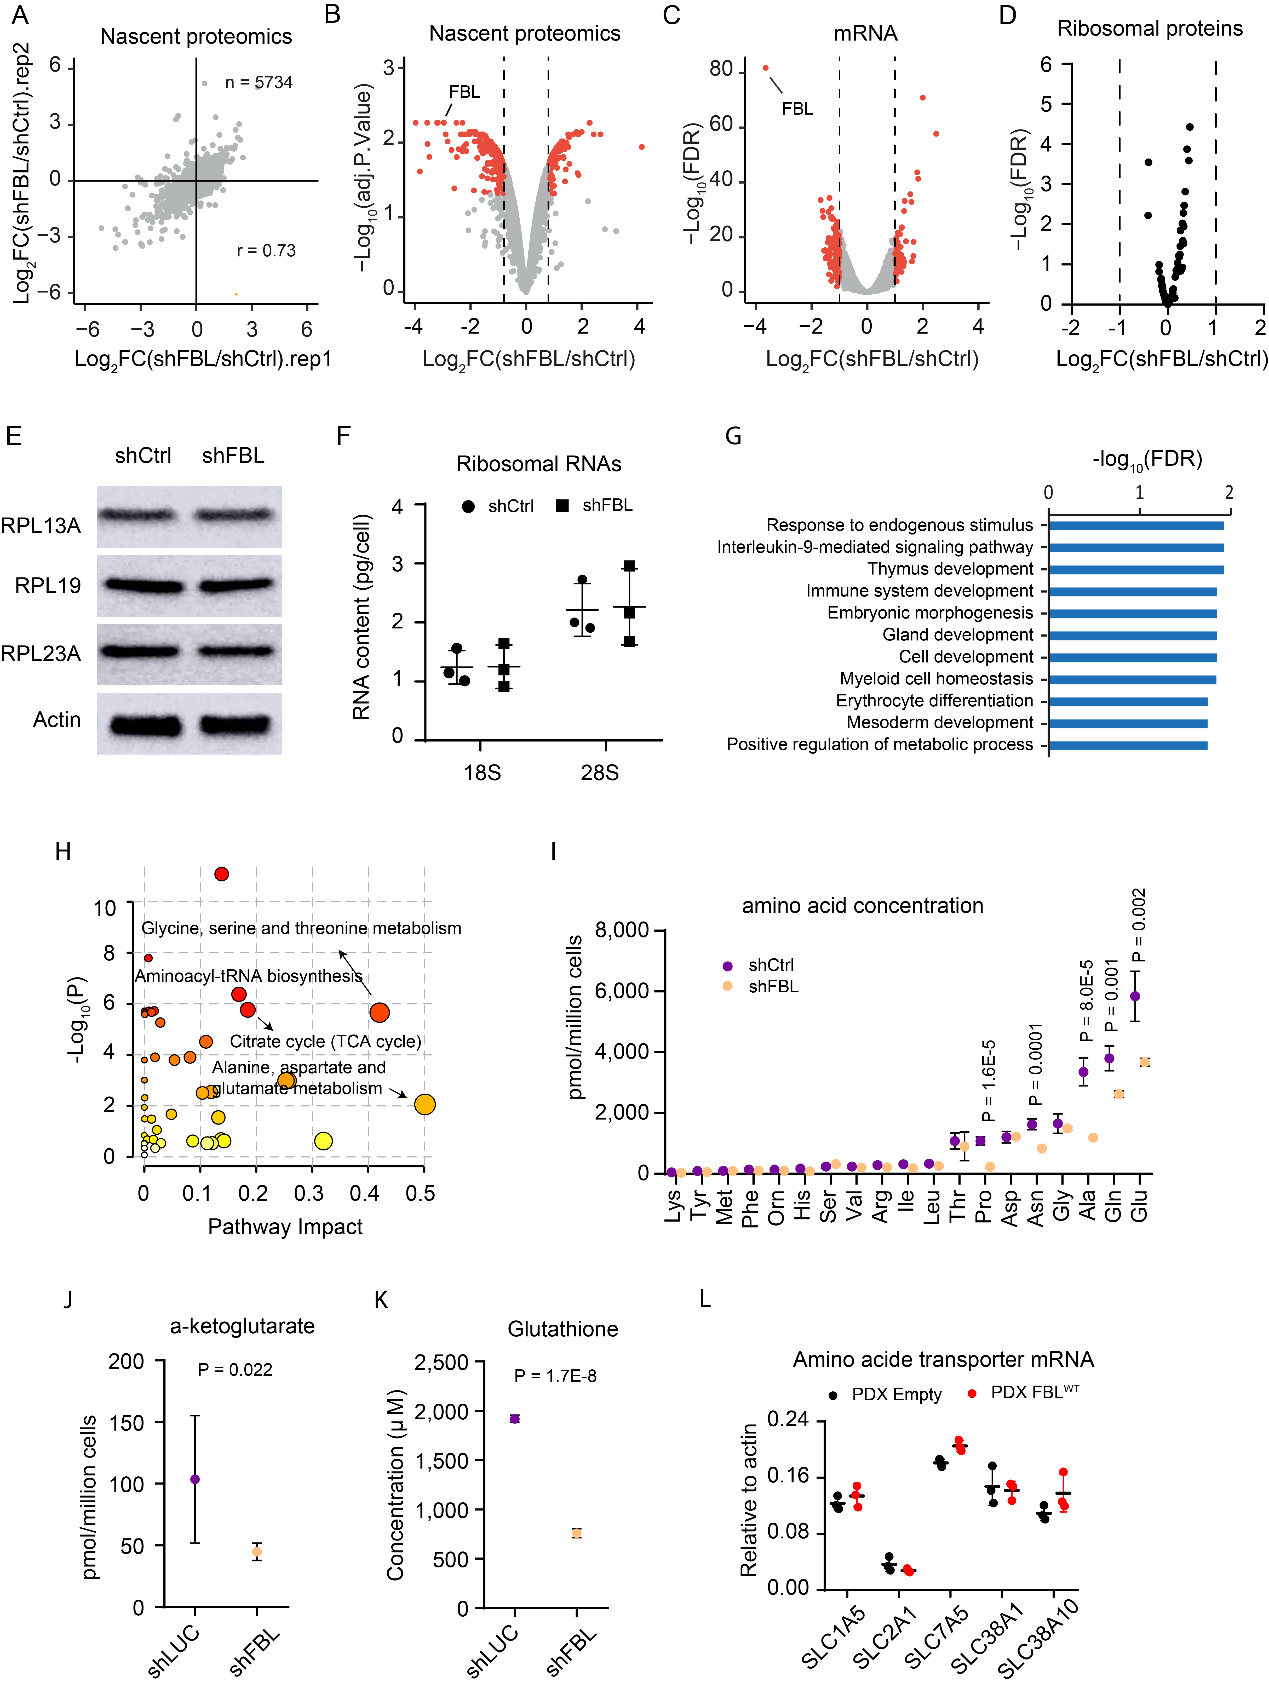 A
Nascent proteomics
Log2FC(shFBL/shCtrl).rep2
6
3
0
−3
−6
n = 5734
r = 0.73
−6
−3
0
3
6
Log2FC(shFBL/shCtrl).rep1
B
Nascent proteomics
−Log10(adj.P.Value)
3
2
1
0
FBL
-4
-2
0
2
4
Log2FC(shFBL/shCtrl)
C
mRNA
−Log10(FDR)
80
60
40
20
0
FBL
−4
−2
0
2
4
Log2FC(shFBL/shCtrl)
D
Ribosomal proteins
−Log10(FDR)
6
5
4
3
2
1
0
-2
-1
0
1
2
Log2FC(shFBL/shCtrl)
E
shCtrl
shFBL
RPL13A
RPL19
RPL23A
Actin
F
Ribosomal RNAs
shCtrl
shFBL
RNA content (pg/cell)
4
3
2
1
0
18S
28S
G
-log10(FDR)
0
1
2
Response to endogenous stimulus
Interleukin-9-mediated signaling pathway
Thymus development
Immune system development
Embryonic morphogenesis
Gland development
Cell development
Myeloid cell homeostasis
Erythrocyte differentiation
Mesoderm development
Positive regulation of metabolic process
H
-Log10(P)
10
8
6
4
2
0
Glycine, serine and threonine metabolism
Aminoacyl-tRNA biosynthesis
Citrate cycle (TCA cycle)
Alanine, aspartate and
glutamate metabolism
0
0.1
0.2
0.3
0.4
0.5
Pathway Impact
I
amino acid concentration
pmol/million cells
8,000
6,000
4,000
2,000
0
shCtrl
shFBL
P = 1.6E-5
P = 0.0001
P = 8.0E-5
P = 0.001
P = 0.002
Lys
Tyr
Met
Phe
Orn
His
Ser
Val
Arg
Ile
Leu
Thr
Pro
Asp
Asn
Gly
Ala
Gln
Glu
J
a-ketoglutarate
P = 0.022
pmol/million cells
200
150
100
50
0
shLUC
shFBL
K
Glutathione
P = 1.7E-8
Concentration (µM)
2,500
2,000
1,500
1,000
500
0
shLUC
shFBL
L
Amino acide transporter mRNA
PDX Empty
PDX FBLWT
Relative to actin
0.24
0.16
0.08
0.00
SLC1A5
SLC2A1
SLC7A5
SLC38A1
SLC38A10